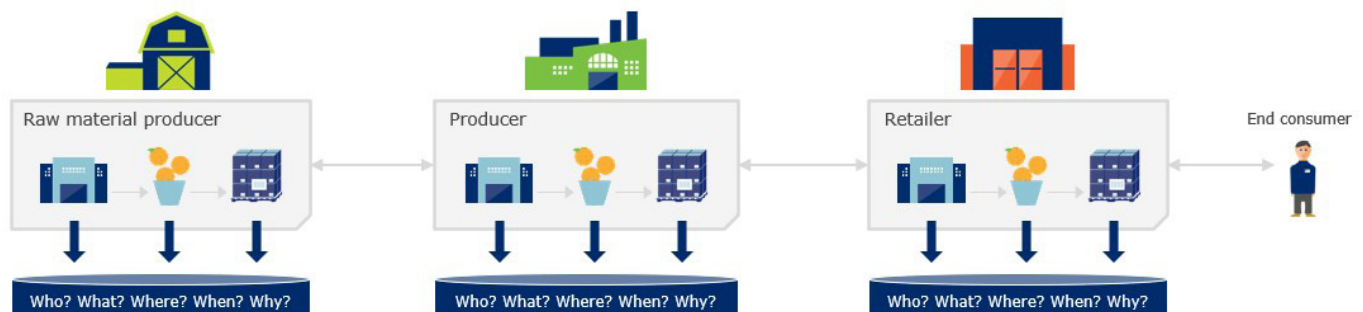 Raw material producer
Producer
Retailer
End consumer
Who? What? Where? When? Why?
Who? What? Where? When? Why?
Who? What? Where? When? Why?